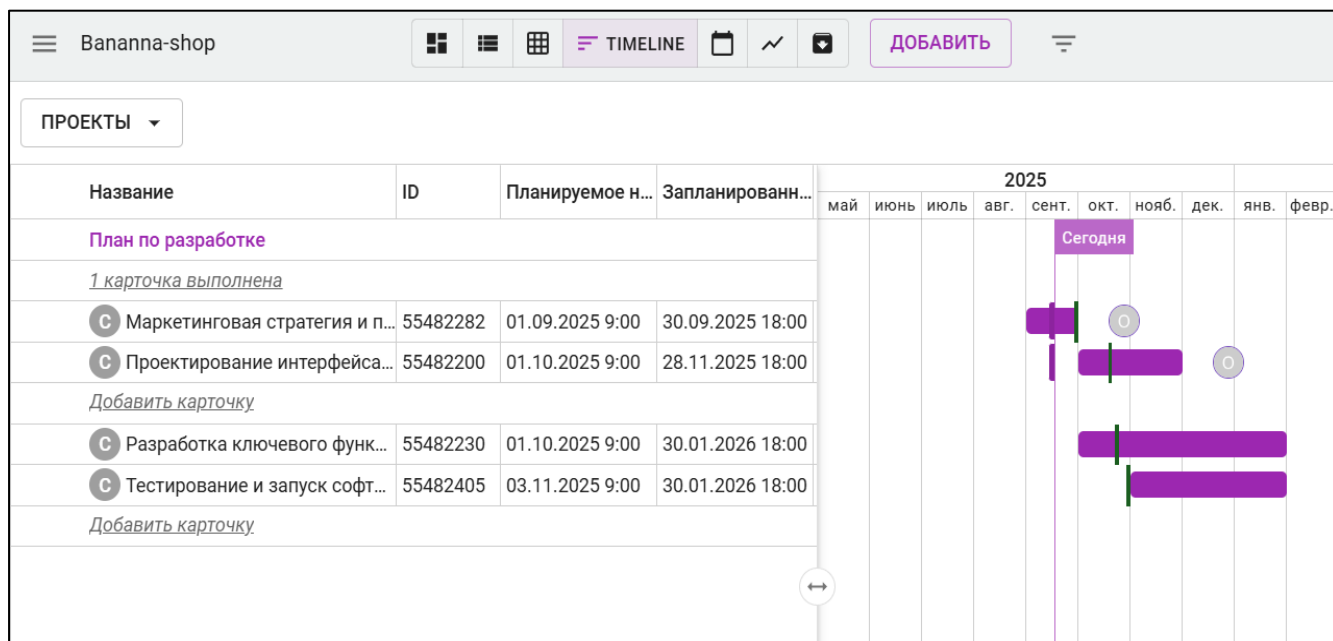 Bananna-shop
TIMELINE
ДОБАВИТЬ
ПРОЕКТЫ
Название ID Планируемое н... Запланированн...
2025
май июнь июль авг. сент. окт. нояб. дек. янв. февр.
План по разработке
Сегодня
1 карточка выполнена
С Маркетинговая стратегия и п... 55482282 01.09.2025 9:00 30.09.2025 18:00 О
С Проектирование интерфейса... 55482200 01.10.2025 9:00 28.11.2025 18:00 О
Добавить карточку
С Разработка ключевого функ... 55482230 01.10.2025 9:00 30.01.2026 18:00
С Тестирование и запуск софт... 55482405 03.11.2025 9:00 30.01.2026 18:00
Добавить карточку